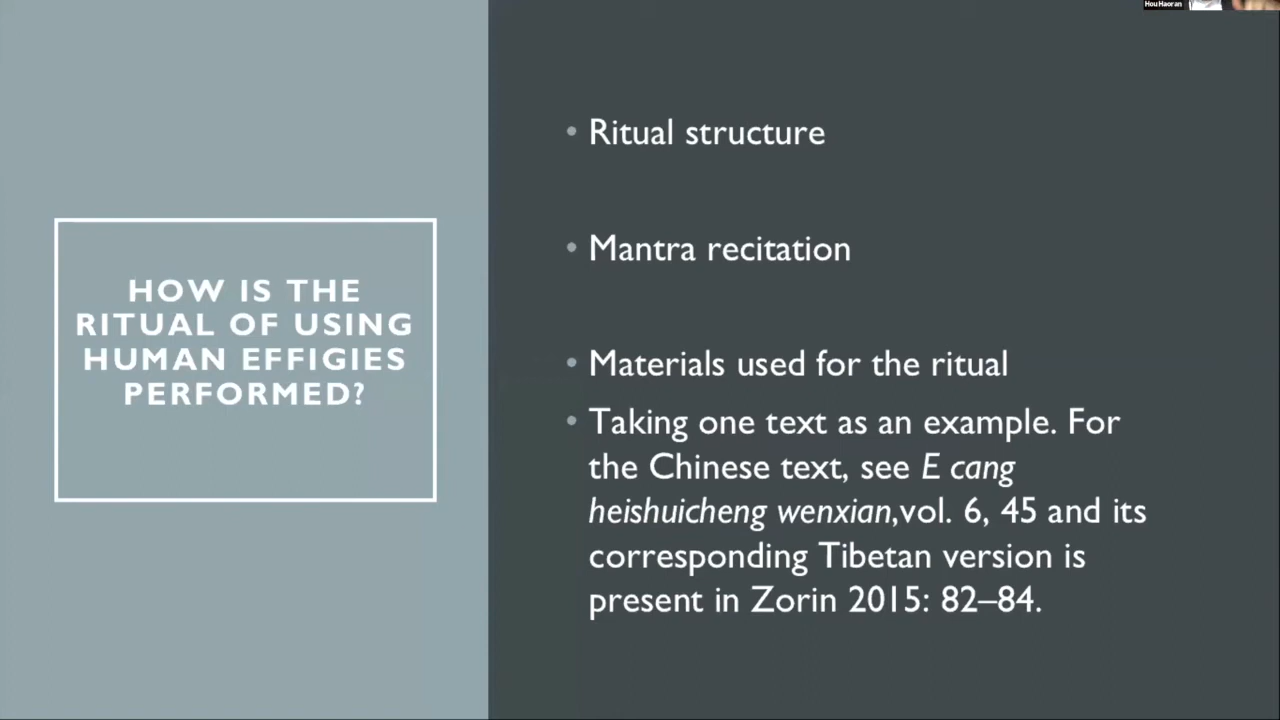 Hou Haoran
HOW IS THE
RITUAL OF USING
HUMAN EFFIGIES
PERFORMED?
• Ritual structure
• Mantra recitation
• Materials used for the ritual
• Taking one text as an example. For
the Chinese text, see E cang
heishuicheng wenxian,vol. 6, 45 and its
corresponding Tibetan version is
present in Zorin 2015: 82–84.